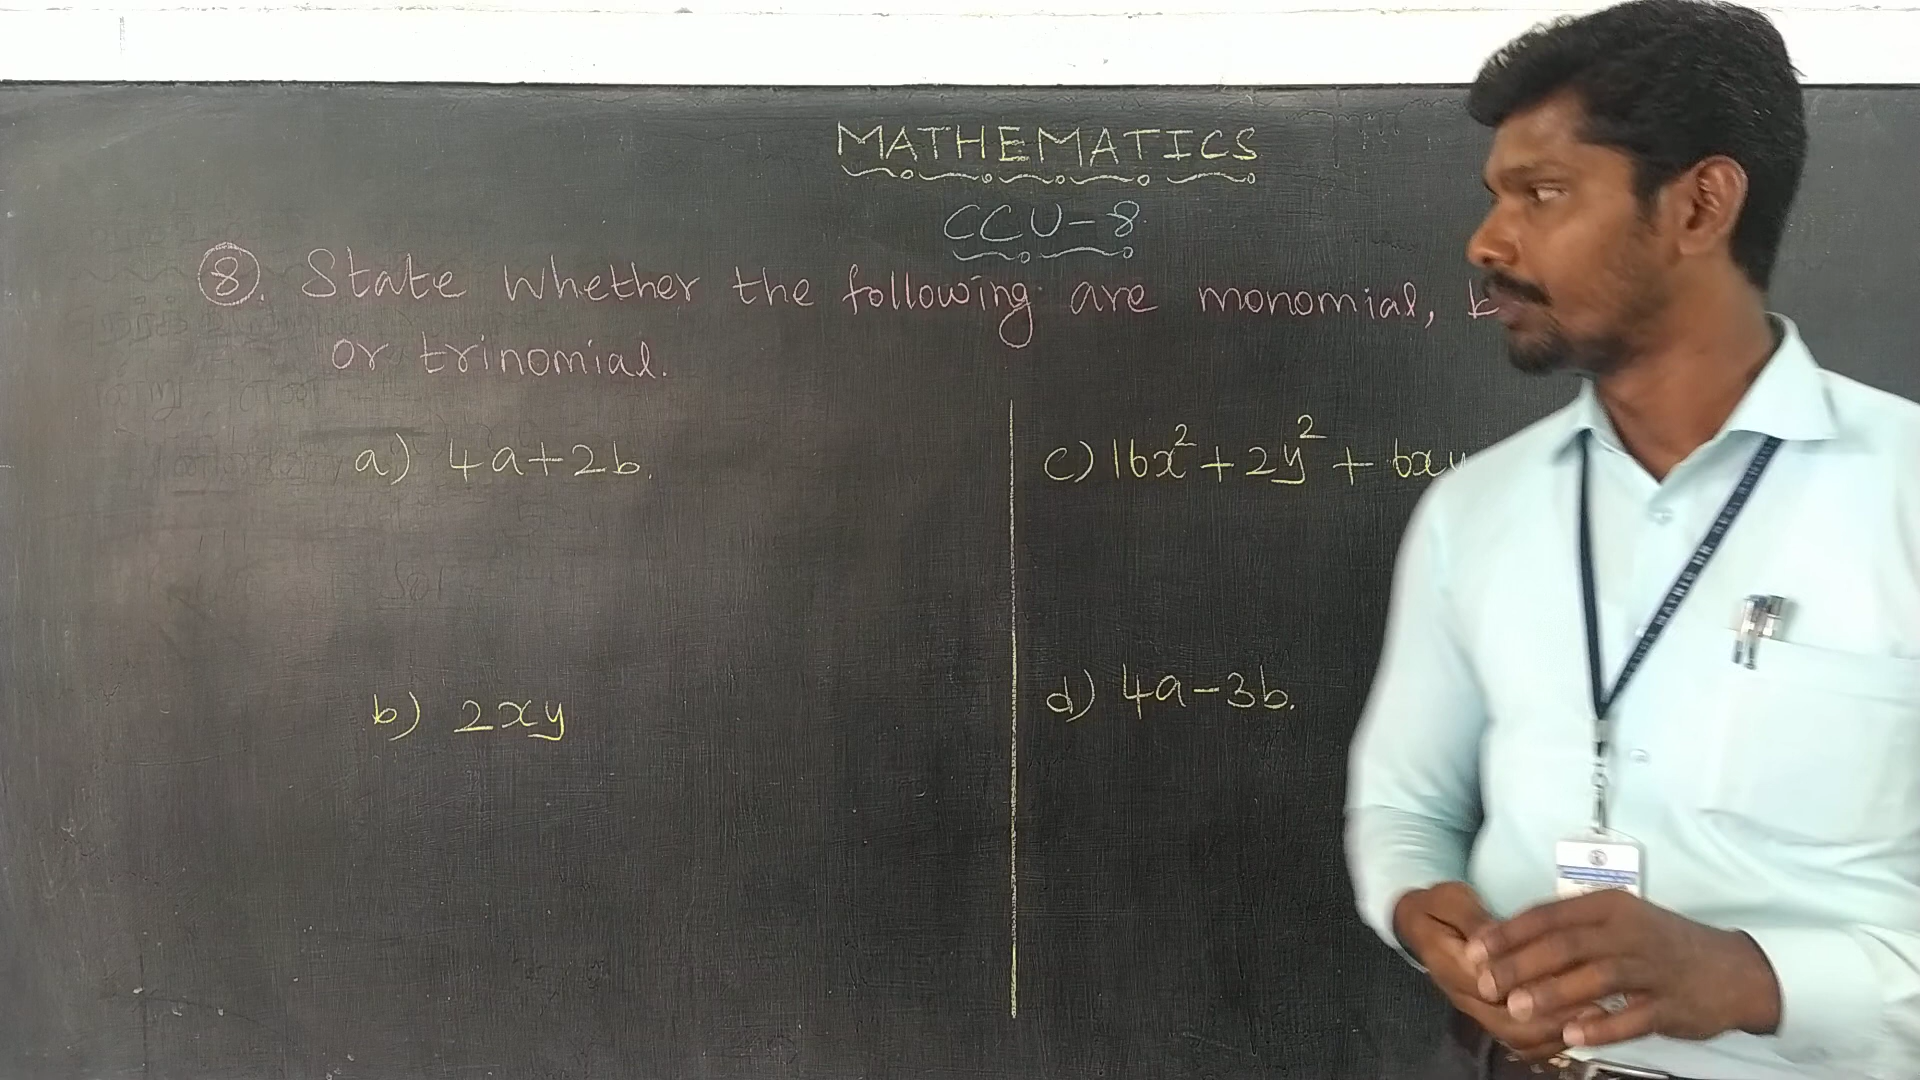 MATHEMATICS
CCU-8
⑧. State whether the following are monomial, b
or trinomial.
a) 4a+2b.
b) 2xy
c) 16x² + 2y² + 6xy
d) 4a-3b.